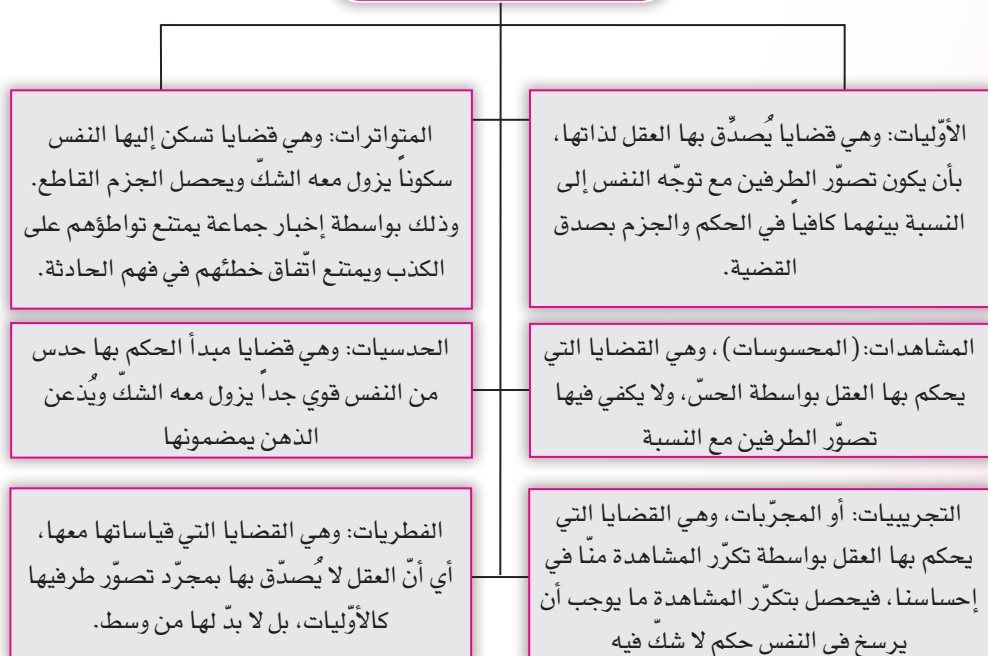 الأوّليات: وهي قضايا يُصدِّق بها العقل لذاتها،
بأن يكون تصوّر الطرفين مع توجّه النفس إلى
النسبة بينهما كافياً في الحكم والجزم بصدق
القضية.
المتواترات: وهي قضايا تسكن إليها النفس
سكوناً يزول معه الشكّ ويحصل الجزم القاطع.
وذلك بواسطة إخبار جماعة يمتنع تواطؤهم على
الكذب ويمتنع اتّفاق خطئهم في فهم الحادثة.
المشاهدات: (المحسوسات)، وهي القضايا التي
يحكم بها العقل بواسطة الحسّ، ولا يكفي فيها
تصوّر الطرفين مع النسبة
الحدسيات: وهي قضايا مبدأ الحكم بها حدس
من النفس قوي جداً يزول معه الشكّ ويُذعن
الذهن يمضمونها
التجريبيات: أو المجرّبات، وهي القضايا التي
يحكم بها العقل بواسطة تكرّر المشاهدة منّا في
إحساسنا، فيحصل بتكرّر المشاهدة ما يوجب أن
يرسخ في النفس حكم لا شكّ فيه
الفطريات: وهي القضايا التي قياساتها معها،
أي أنّ العقل لا يُصدّق بها بمجرّد تصوّر طرفيها
كالأوّليات، بل لا بدّ لها من وسط.